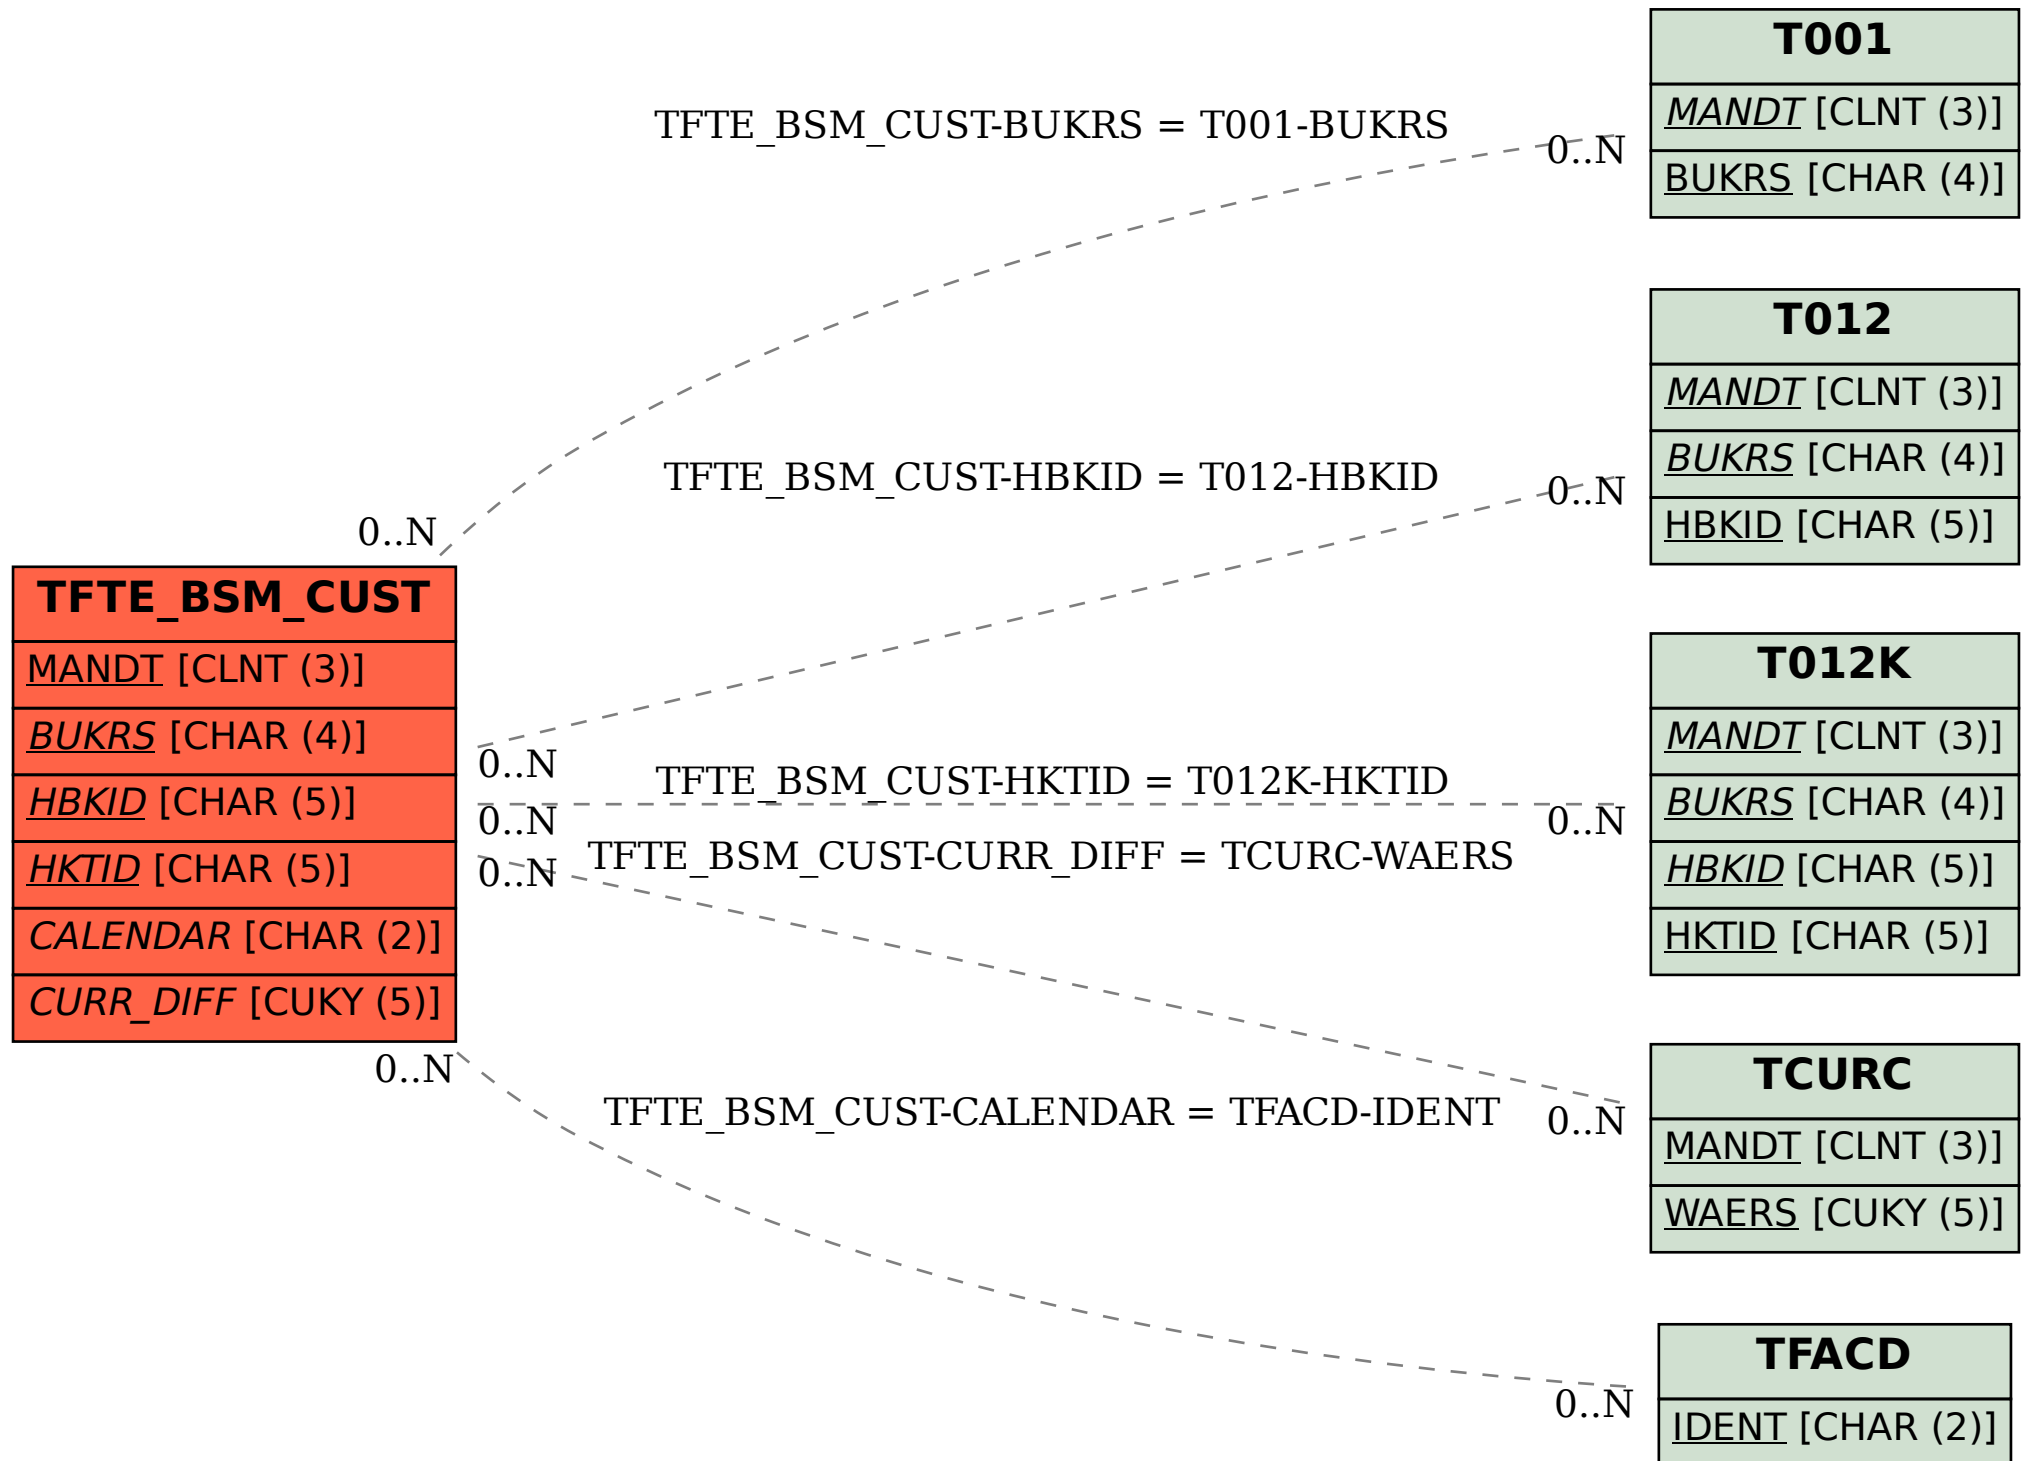 T001
MANDT [CLNT (3)]
BUKRS [CHAR (4)]
TFTE_BSM_CUST-BUKRS = T001-BUKRS
0..N
0..N
T012
MANDT [CLNT (3)]
BUKRS [CHAR (4)]
HBKID [CHAR (5)]
TFTE_BSM_CUST-HBKID = T012-HBKID
0..N
0..N
TFTE_BSM_CUST
MANDT [CLNT (3)]
BUKRS [CHAR (4)]
HBKID [CHAR (5)]
HKTID [CHAR (5)]
CALENDAR [CHAR (2)]
CURR_DIFF [CUKY (5)]
T012K
MANDT [CLNT (3)]
BUKRS [CHAR (4)]
HBKID [CHAR (5)]
HKTID [CHAR (5)]
TFTE_BSM_CUST-HKTID = T012K-HKTID
0..N
0..N
TFTE_BSM_CUST-CURR_DIFF = TCURC-WAERS
0..N
0..N
TCURC
MANDT [CLNT (3)]
WAERS [CUKY (5)]
TFTE_BSM_CUST-CALENDAR = TFACD-IDENT
0..N
0..N
TFACD
IDENT [CHAR (2)]